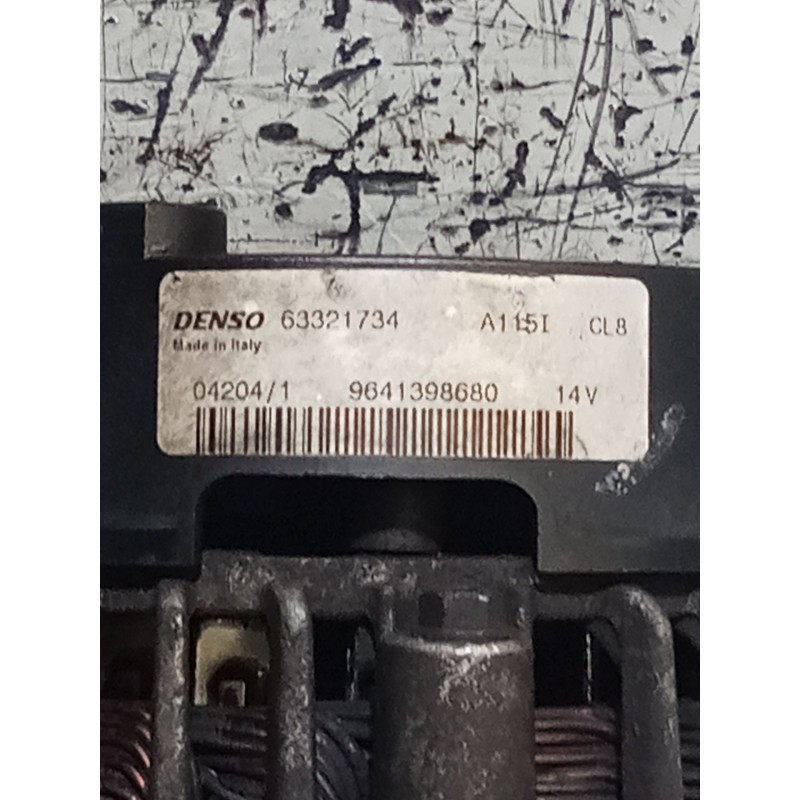 DENSO 63321734 A115I CL8
Made in Italy
04204/1 9641398680 14V